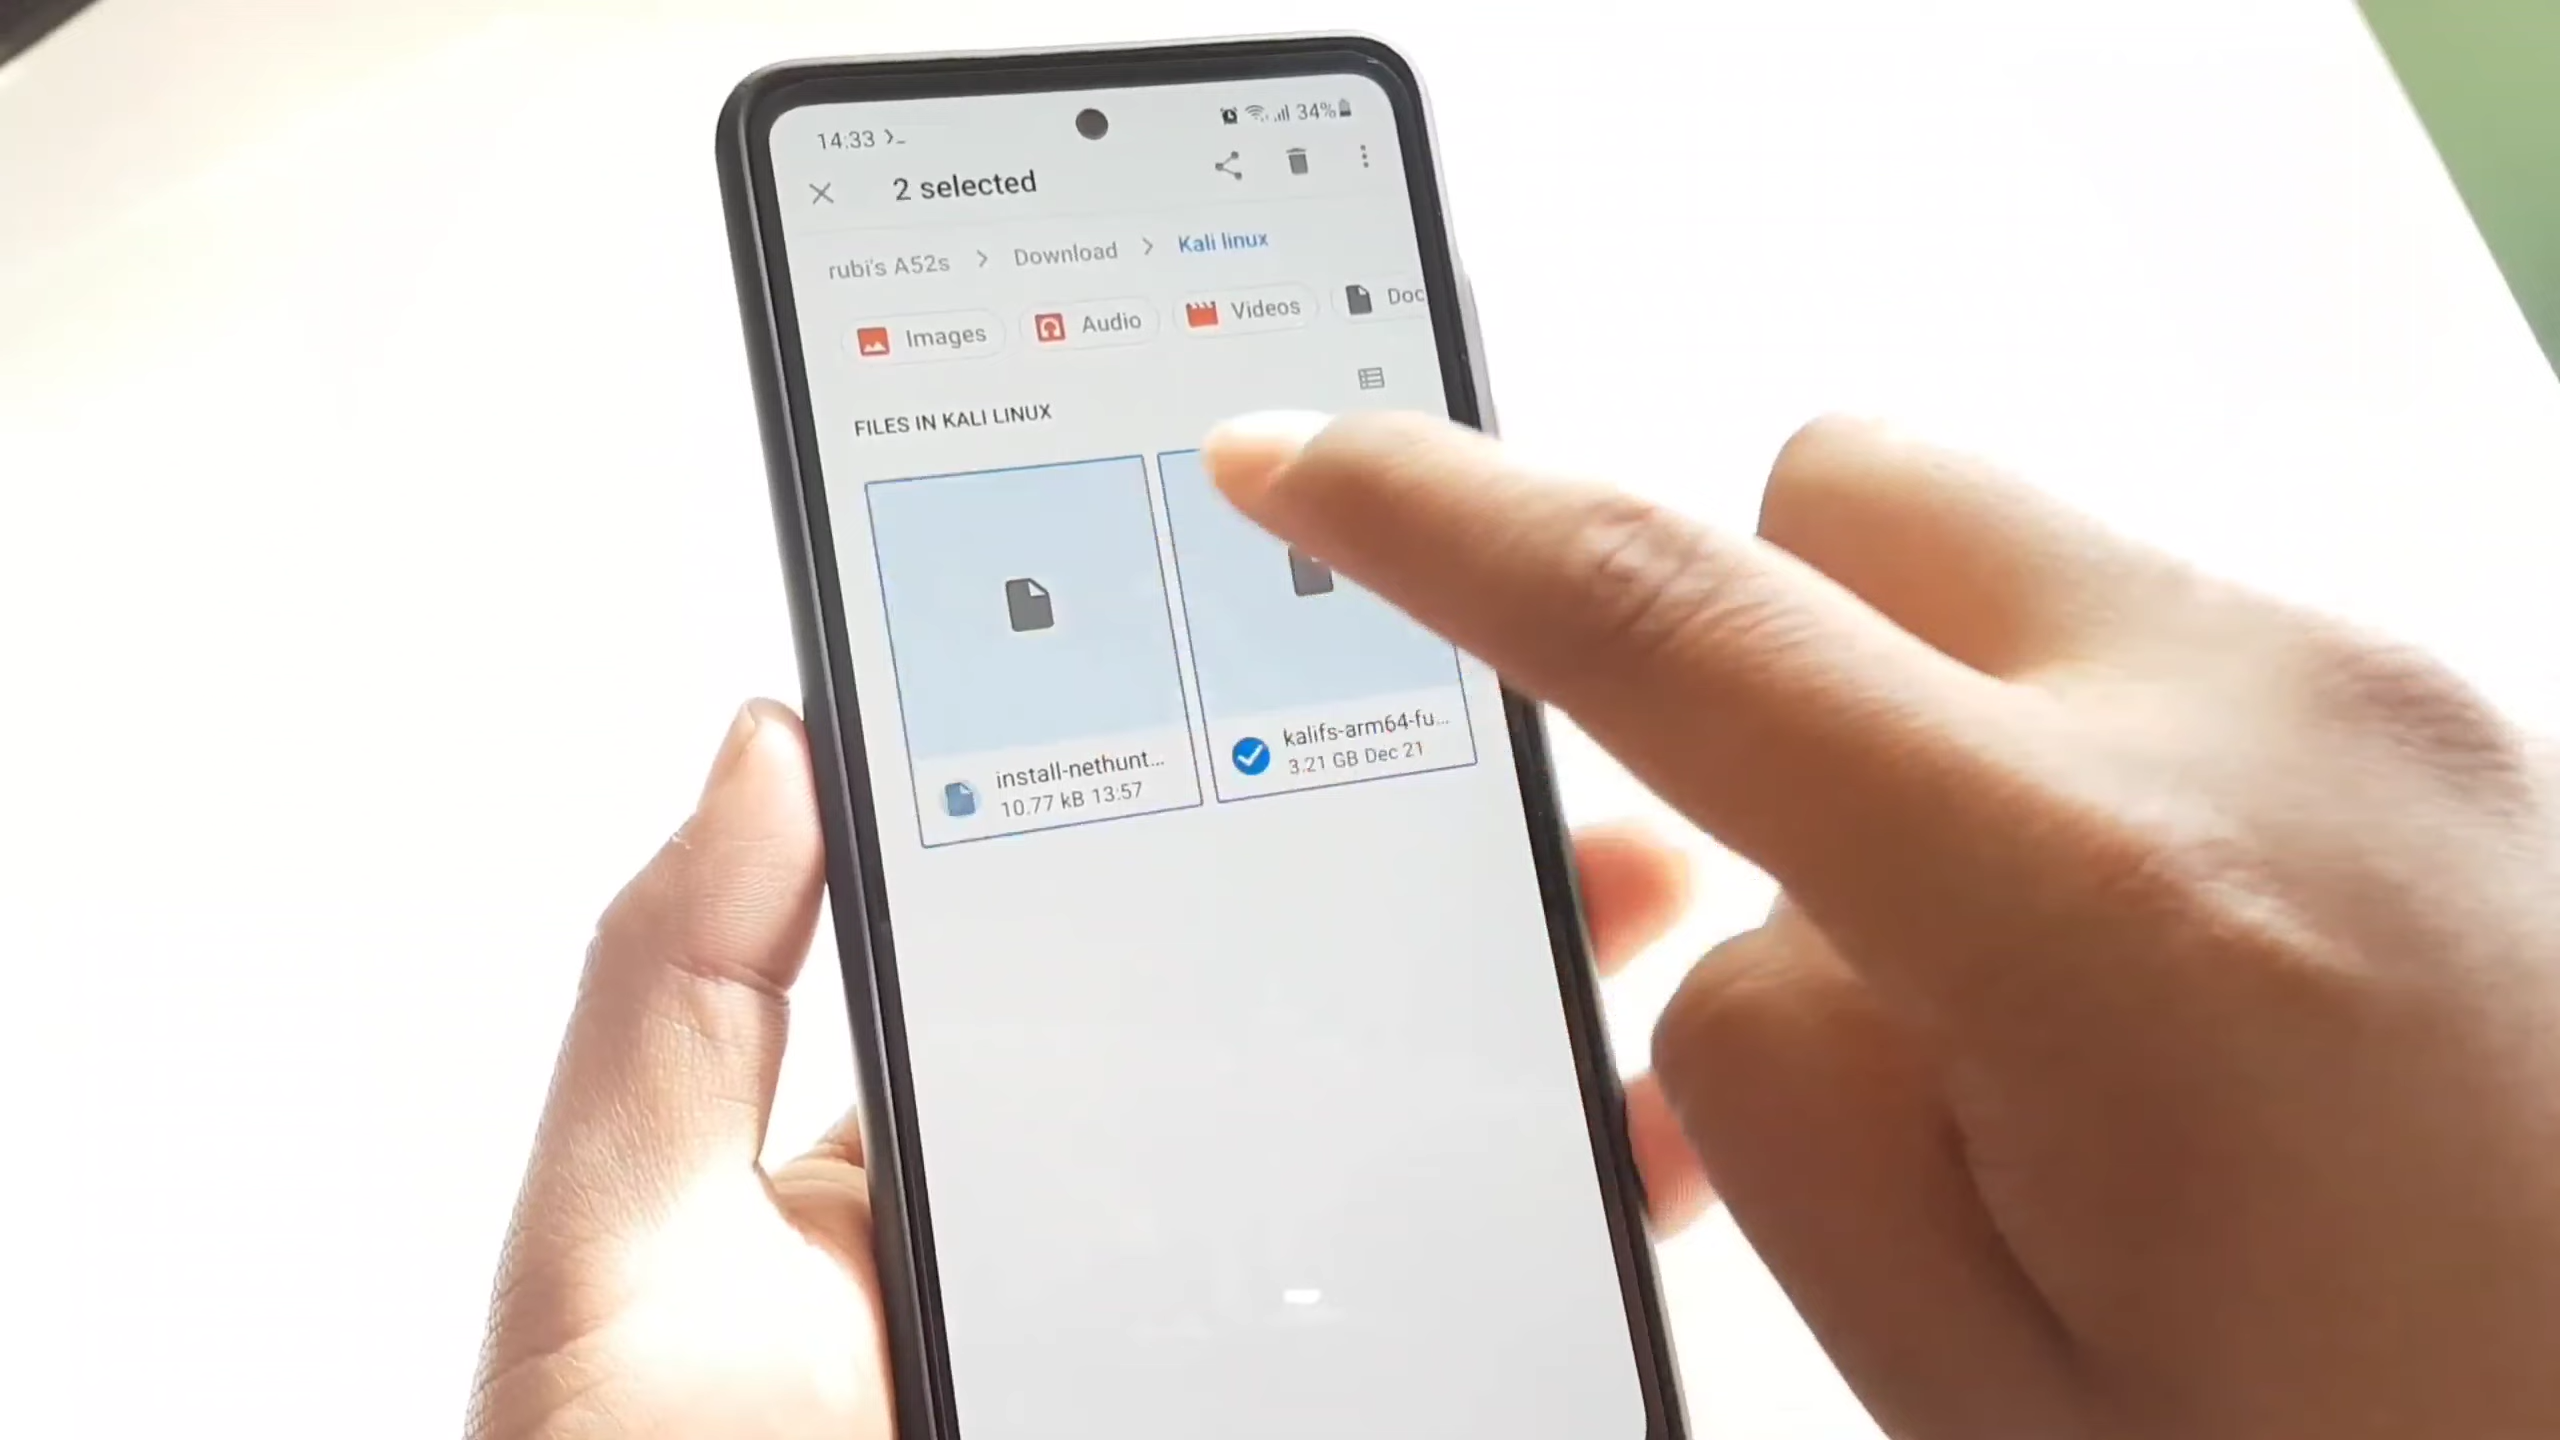 14:33 >_ 34%
2 selected
rubi's A52s > Download > Kali linux
Images Audio Videos Doc
FILES IN KALI LINUX
install-nethunt...
10.77 kB 13:57
kalifs-arm64-fu...
3.21 GB Dec 21